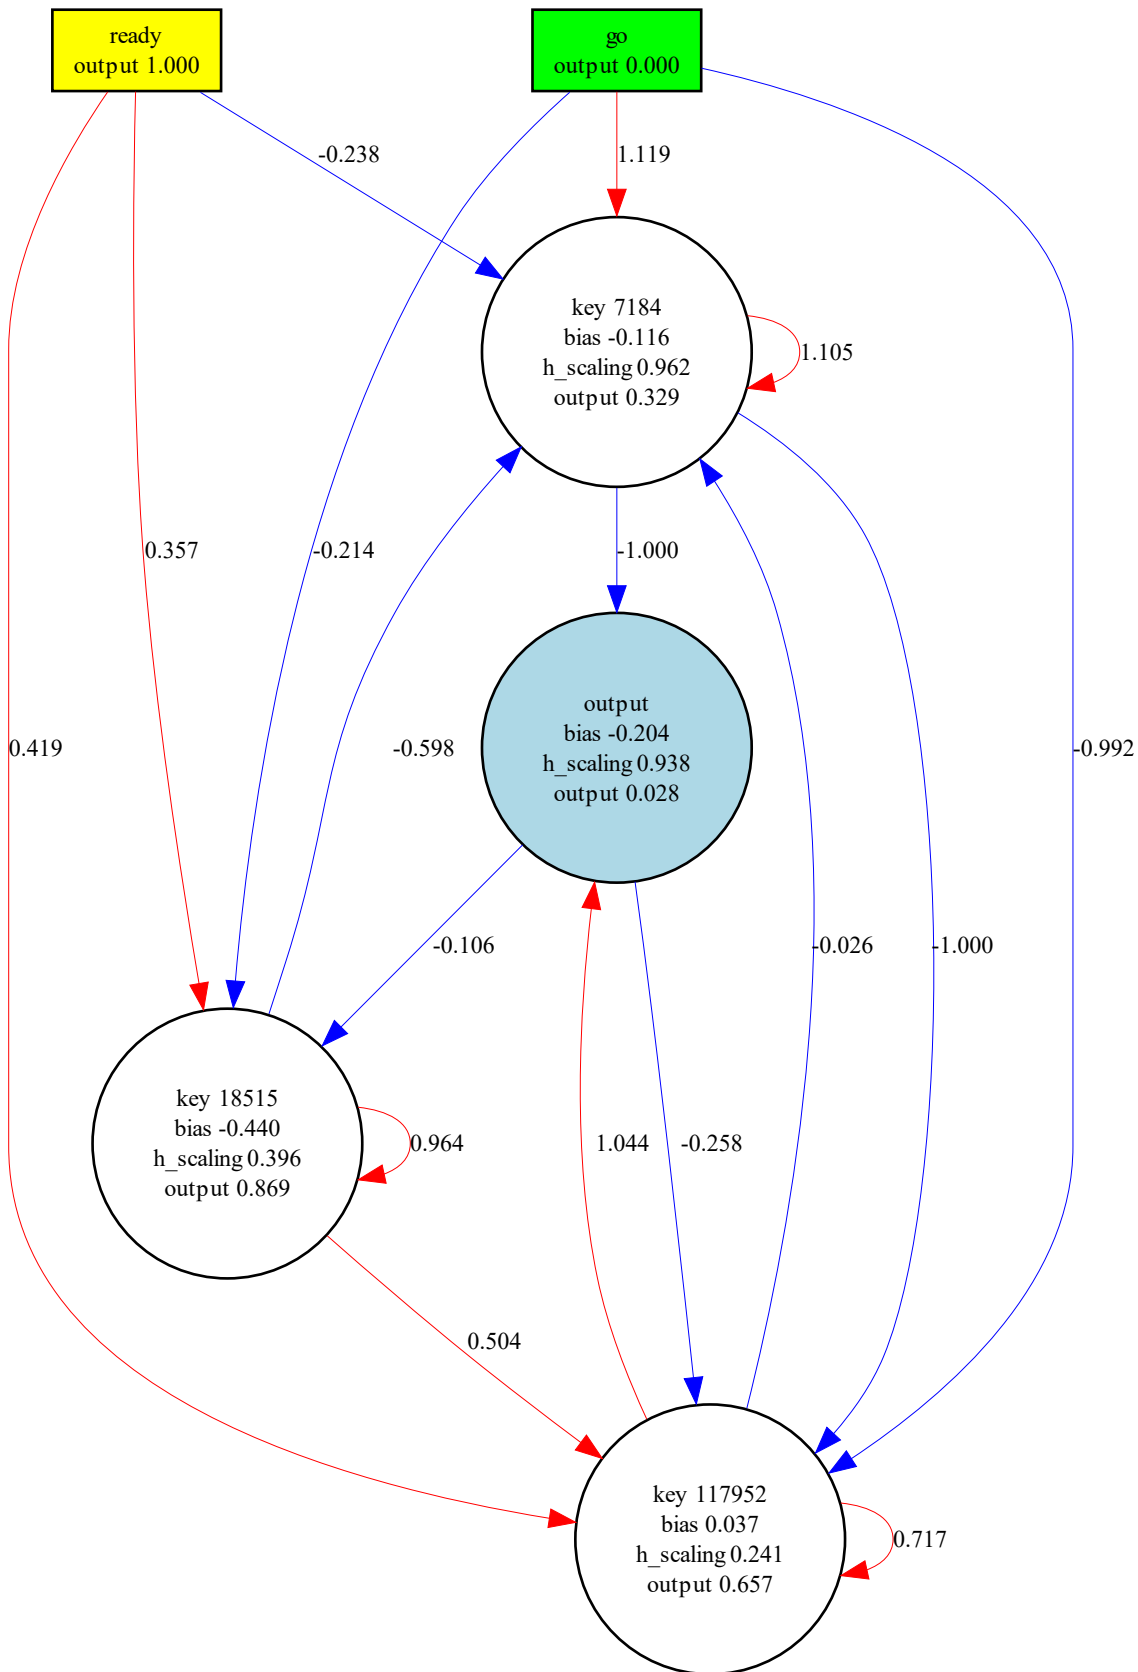 ready
output 1.000
go
output 0.000
-0.238
1.119
key 7184
bias -0.116
h_scaling 0.962
output 0.329
1.105
0.357
-0.214
-1.000
output
bias -0.204
h_scaling 0.938
output 0.028
0.419
-0.598
-0.992
-0.106
-0.026
-1.000
key 18515
bias -0.440
h_scaling 0.396
output 0.869
0.964
1.044
-0.258
0.504
key 117952
bias 0.037
h_scaling 0.241
output 0.657
0.717